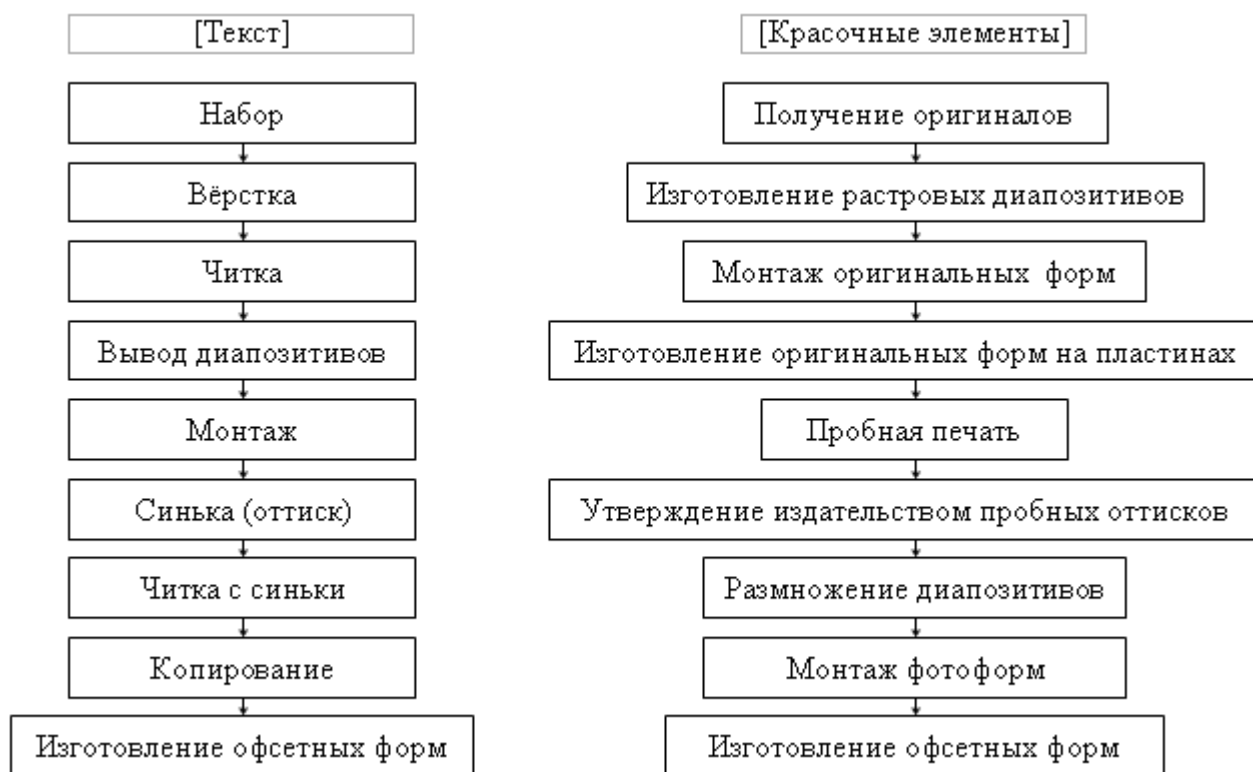 [Текст]
Набор
Вёрстка
Читка
Вывод диапозитивов
Монтаж
Синька (оттиск)
Читка с синьки
Копирование
Изготовление офсетных форм
[Красочные элементы]
Получение оригиналов
Изготовление растровых диапозитивов
Монтаж оригинальных форм
Изготовление оригинальных форм на пластинах
Пробная печать
Утверждение издательством пробных оттисков
Размножение диапозитивов
Монтаж фотоформ
Изготовление офсетных форм